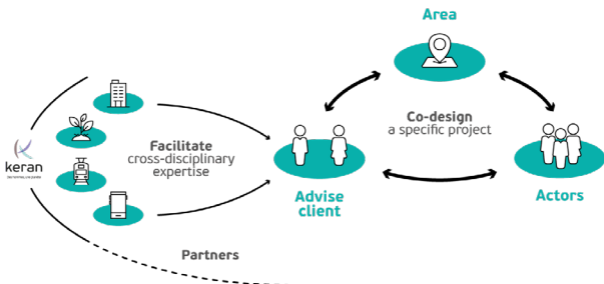 Area
Co-design
a specific project
Facilitate
cross-disciplinary
expertise
keran
Advise
client
Actors
Partners